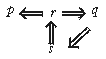 p ⇐ r ⇒ q
⇑ ⇙
s